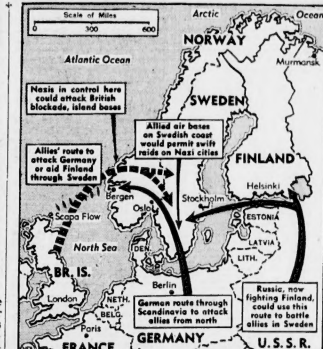 Scale of Miles
0 300 600
Arctic Ocean
NORWAY
Murmansk
Atlantic Ocean
Nazis in control here
could attack British
blockade, island bases
SWEDEN
Allied air bases
on Swedish coast
would permit swift
raids on Nazi cities
Allies' route to
attack Germany
or aid Finland
through Sweden
FINLAND
Helsinki
Stockholm
Bergen
Oslo
Scapa Flow
ESTONIA
LATVIA
LITH.
North Sea
DEN.
BR. IS.
London
Berlin
NETH.
BELG.
Paris
FRANCE
German route through
Scandinavia to attack
allies from north
GERMANY
Russia, now
fighting Finland,
could use this
route to battle
allies in Sweden
U.S.S.R.